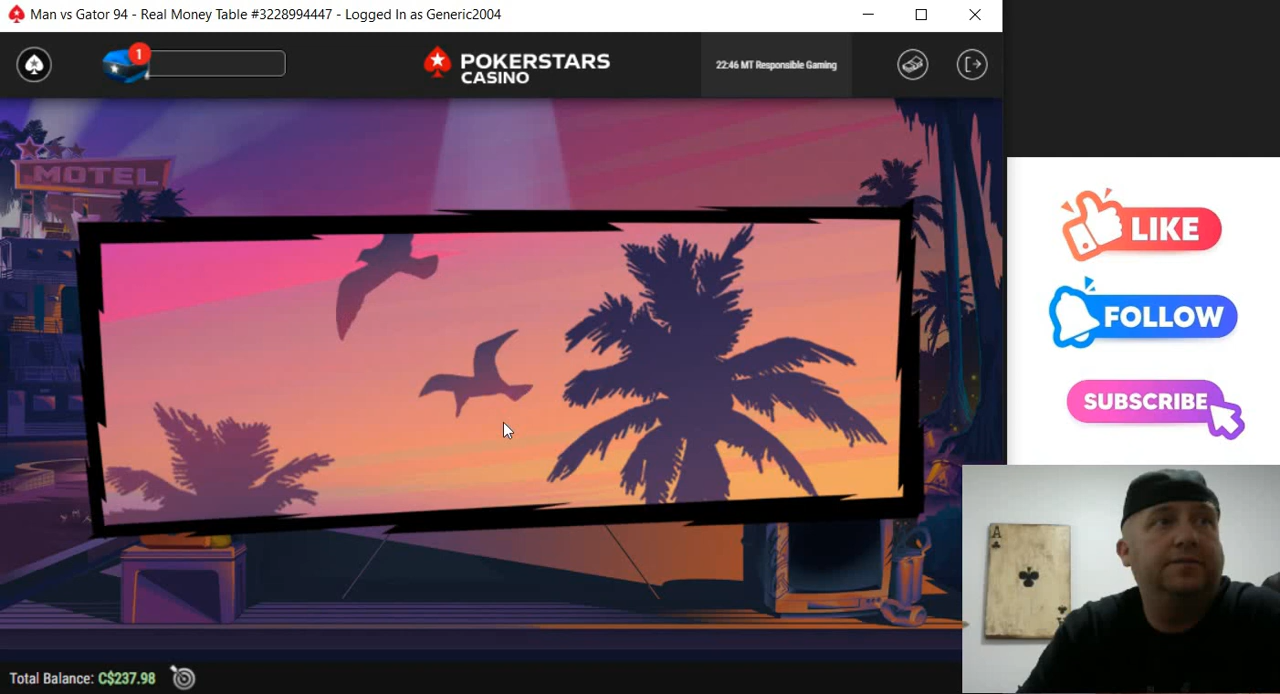 Man vs Gator 94 - Real Money Table #3228994447 - Logged In as Generic2004
1
POKERSTARS
CASINO
22:46 MT Responsible Gaming
MOTEL
LIKE
FOLLOW
SUBSCRIBE
A
Total Balance: C$237.98